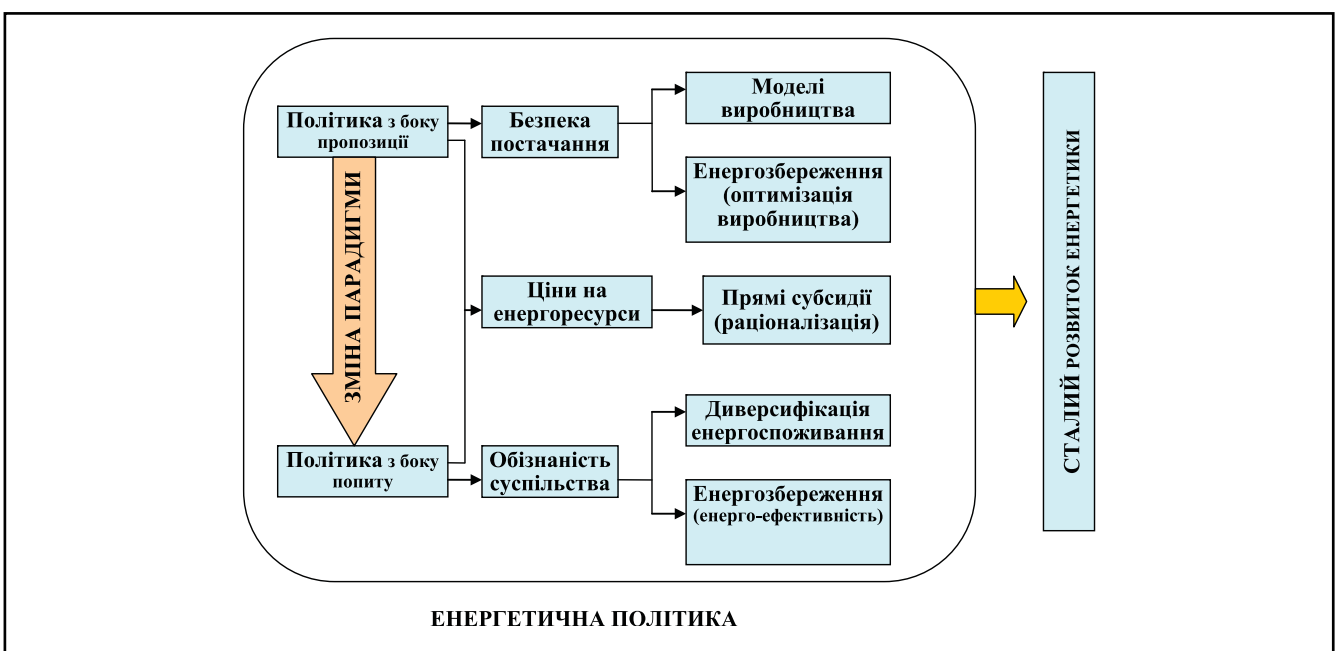 Політика з боку
пропозиції
Безпека
постачання
Моделі
виробництва
Енергозбереження
(оптимізація
виробництва)
ЗМІНА ПАРАДИГМИ
Ціни на
енергоресурси
Прямі субсидії
(раціоналізація)
Політика з боку
попиту
Обізнаність
суспільства
Диверсифікація
енергоспоживання
Енергозбереження
(енерго-ефективність)
СТАЛИЙ РОЗВИТОК ЕНЕРГЕТИКИ
ЕНЕРГЕТИЧНА ПОЛІТИКА